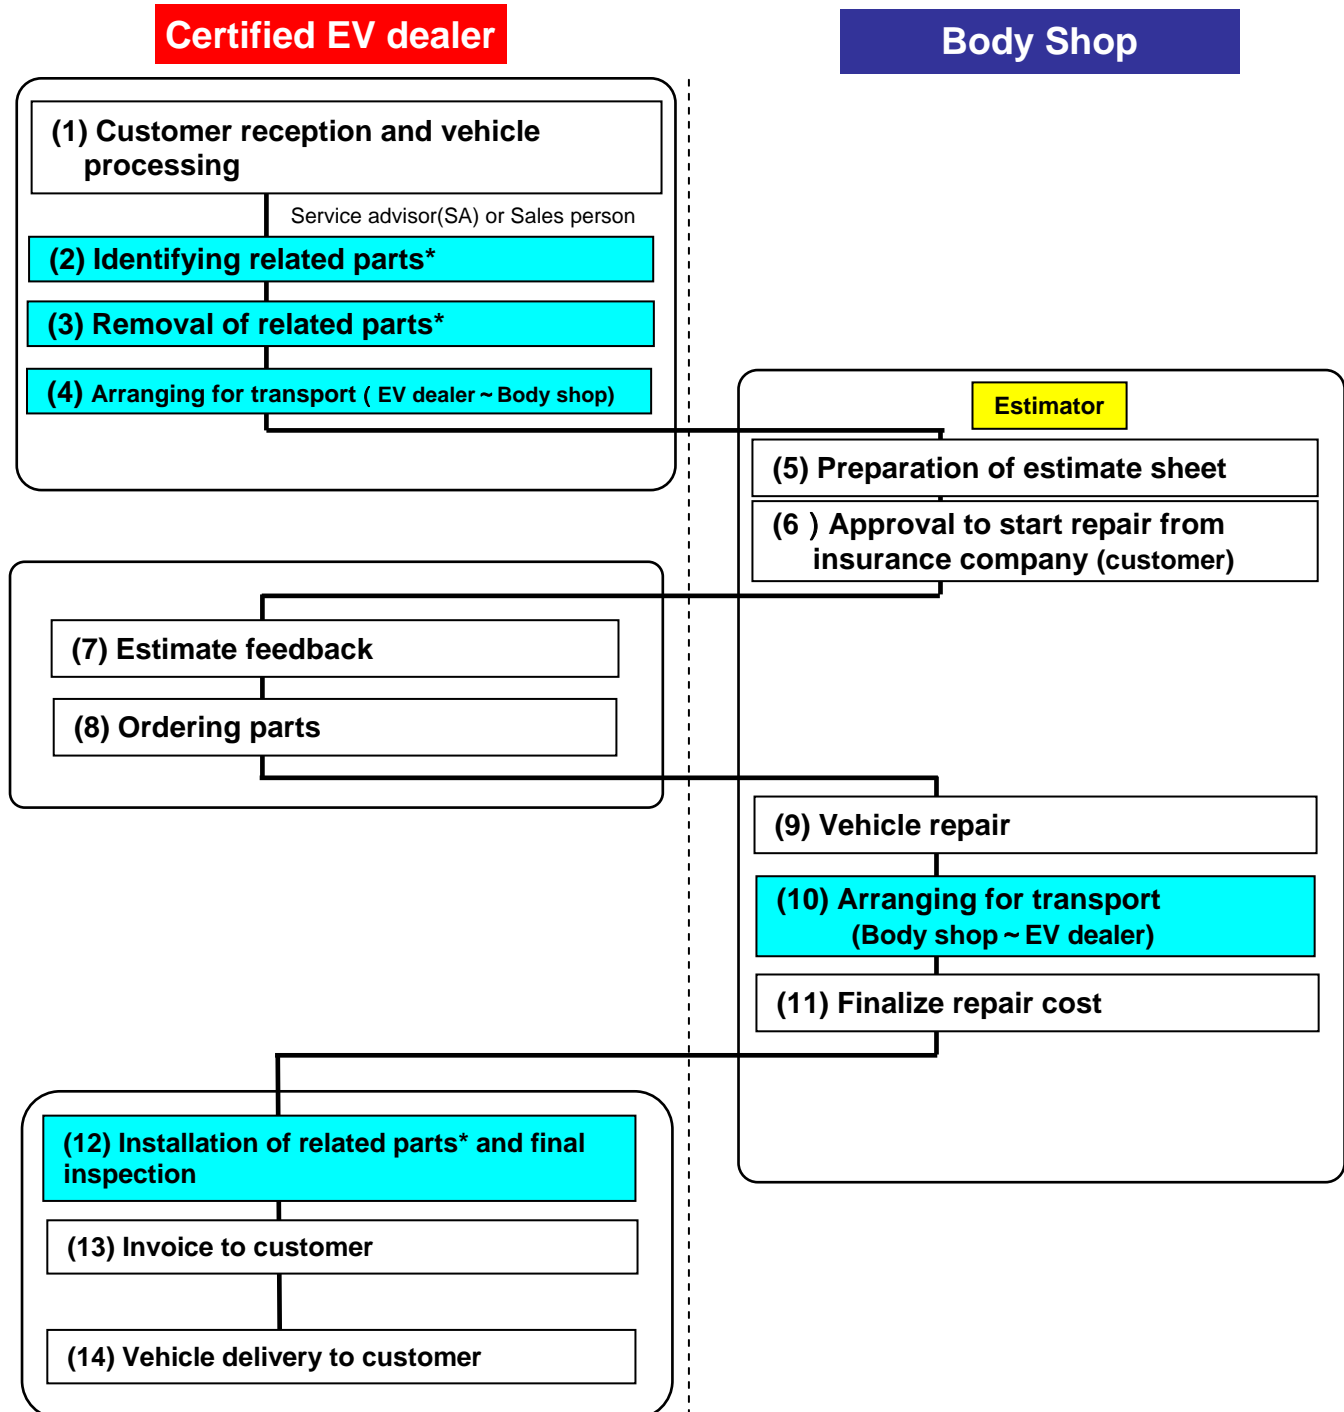 Certified EV dealer
Body Shop
(1) Customer reception and vehicle
processing
Service advisor(SA) or Sales person
(2) Identifying related parts*
(3) Removal of related parts*
(4) Arranging for transport ( EV dealer ~ Body shop)
Estimator
(5) Preparation of estimate sheet
(6 ) Approval to start repair from
insurance company (customer)
(7) Estimate feedback
(8) Ordering parts
(9) Vehicle repair
(10) Arranging for transport
(Body shop ~ EV dealer)
(11) Finalize repair cost
(12) Installation of related parts* and final
inspection
(13) Invoice to customer
(14) Vehicle delivery to customer